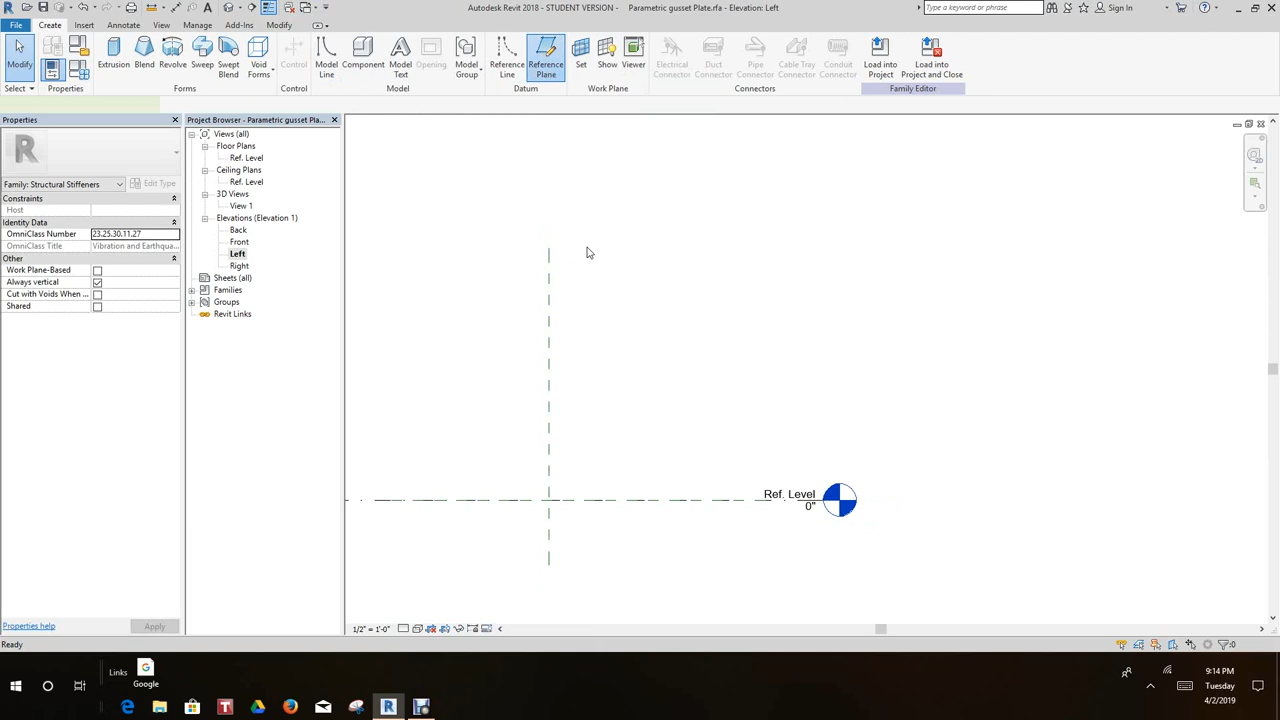 Autodesk Revit 2018 - STUDENT VERSION - Parametric gusset Plate.rfa - Elevation: Left
Type a keyword or phrase
Sign In
File Create Insert Annotate View Manage Add-Ins Modify
Modify
Extrusion Blend Revolve Sweep Swept Blend Void Forms
Control
Model Line
Component
Model Text
Opening
Model Group
Reference Line
Reference Plane
Set Show Viewer
Electrical Connector
Duct Connector
Pipe Connector
Cable Tray Connector
Conduit Connector
Load into Project
Load into Project and Close
Select Properties Forms Control Model Datum Work Plane Connectors Family Editor
Properties
Family: Structural Stiffeners
Edit Type
Constraints
Host
Identity Data
OmniClass Number 23.25.30.11.27
OmniClass Title Vibration and Earthqua...
Other
Work Plane-Based
Always vertical
Cut with Voids When ...
Shared
Properties help
Apply
Project Browser - Parametric gusset Pla...
Views (all)
Floor Plans
Ref. Level
Ceiling Plans
Ref. Level
3D Views
View 1
Elevations (Elevation 1)
Back
Front
Left
Right
Sheets (all)
Families
Groups
Revit Links
Ref. Level
0"
1/2" = 1'-0"
Ready
:0
Links
Google
9:14 PM
Tuesday
4/2/2019